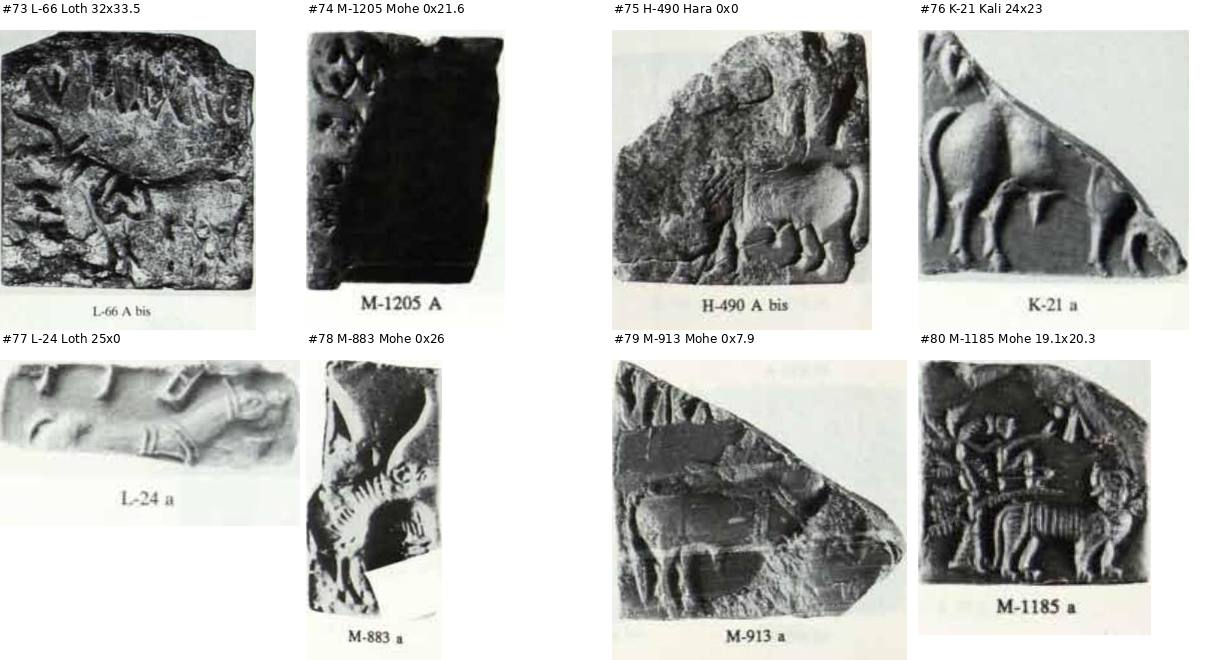 #73 L-66 Loth 32x33.5
#74 M-1205 Mohe 0x21.6
#75 H-490 Hara 0x0
#76 K-21 Kali 24x23
L-66 A bis
M-1205 A
H-490 A bis
K-21 a
#77 L-24 Loth 25x0
#78 M-883 Mohe 0x26
#79 M-913 Mohe 0x7.9
#80 M-1185 Mohe 19.1x20.3
L-24 a
M-883 a
M-913 a
M-1185 a